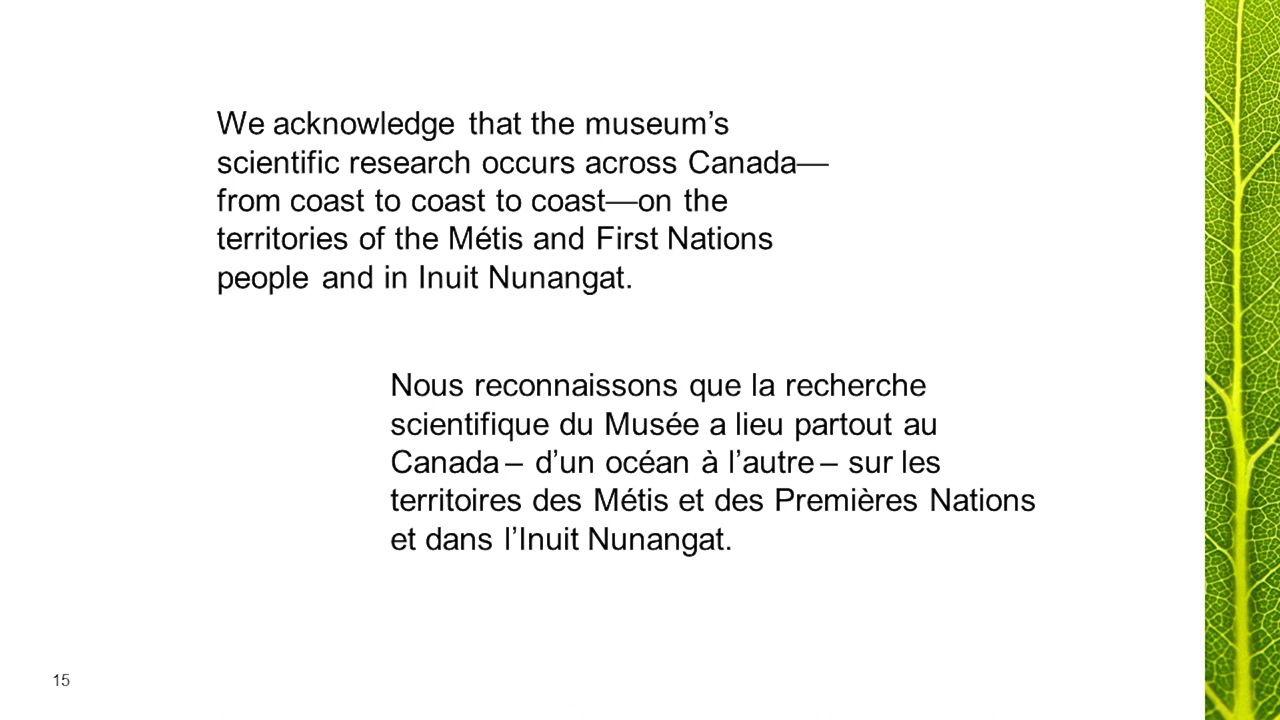 We acknowledge that the museum’s
scientific research occurs across Canada—
from coast to coast to coast—on the
territories of the Métis and First Nations
people and in Inuit Nunangat.
Nous reconnaissons que la recherche
scientifique du Musée a lieu partout au
Canada – d’un océan à l’autre – sur les
territoires des Métis et des Premières Nations
et dans l’Inuit Nunangat.
15